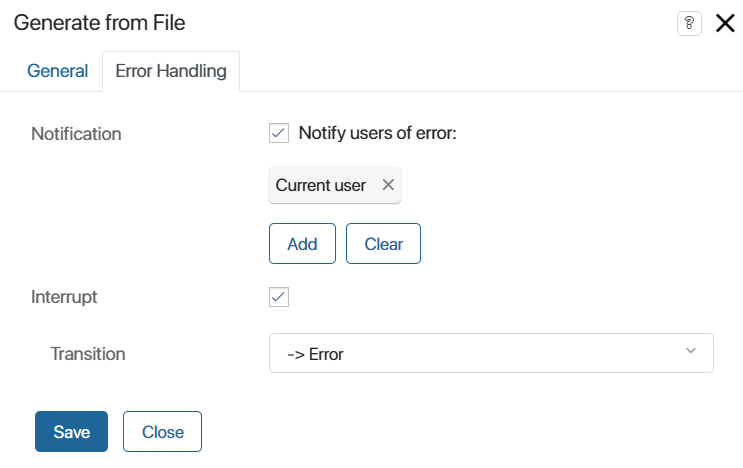 Generate from File
?
General
Error Handling
Notification
Notify users of error:
Current user
Add
Clear
Interrupt
Transition
-> Error
Save
Close